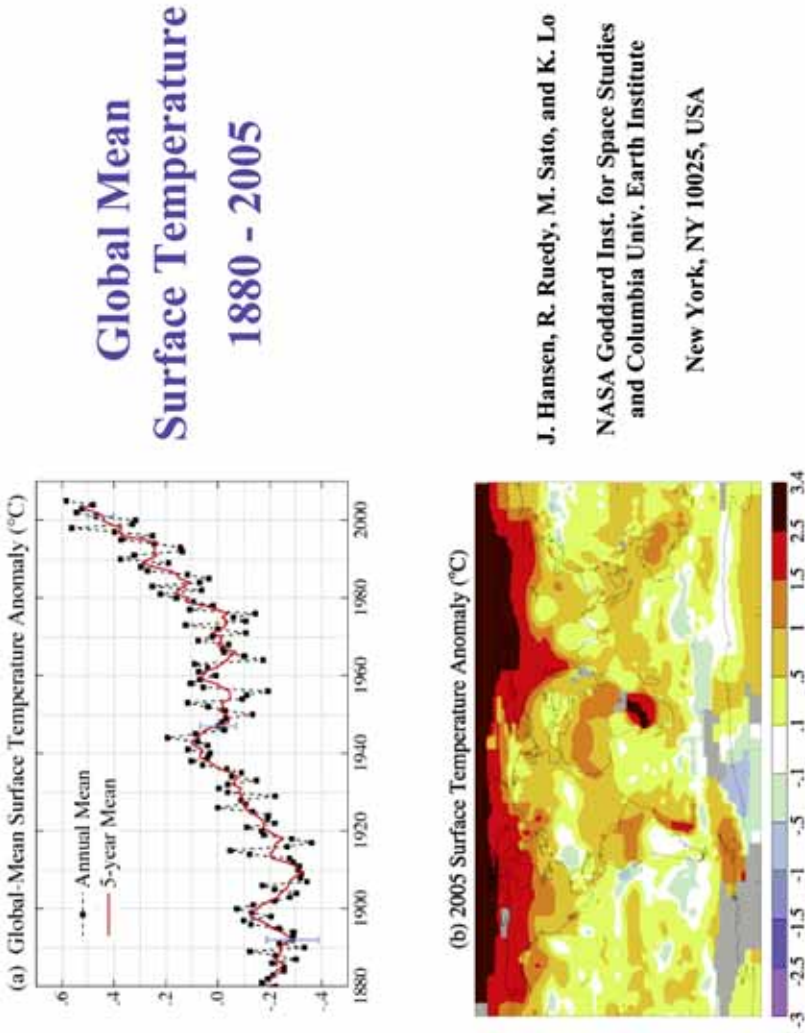 Global Mean
Surface Temperature
1880 - 2005
(a) Global-Mean Surface Temperature Anomaly (°C)
Annual Mean
5-year Mean
.6
.4
.2
.0
-.2
-.4
1880
1900
1920
1940
1960
1980
2000
J. Hansen, R. Ruedy, M. Sato, and K. Lo
NASA Goddard Inst. for Space Studies
and Columbia Univ. Earth Institute
New York, NY 10025, USA
(b) 2005 Surface Temperature Anomaly (°C)
-3 -2.5 -1.5 -1 -.5 -.1 .1 .5 1 1.5 2.5 3.4